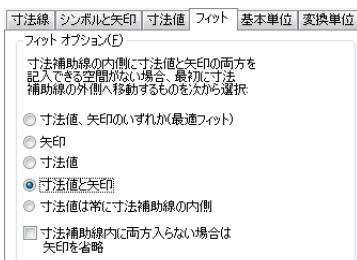 寸法線 シンボルと矢印 寸法値 フィット 基本単位 変換単位
フィット オプション(F)
寸法補助線の内側に寸法値と矢印の両方を
記入できる空間がない場合、最初に寸法
補助線の外側へ移動するものを次から選択:
寸法値、矢印のいずれか(最適フィット)
矢印
寸法値
寸法値と矢印
寸法値は常に寸法補助線の内側
寸法補助線内に両方入らない場合は
矢印を省略